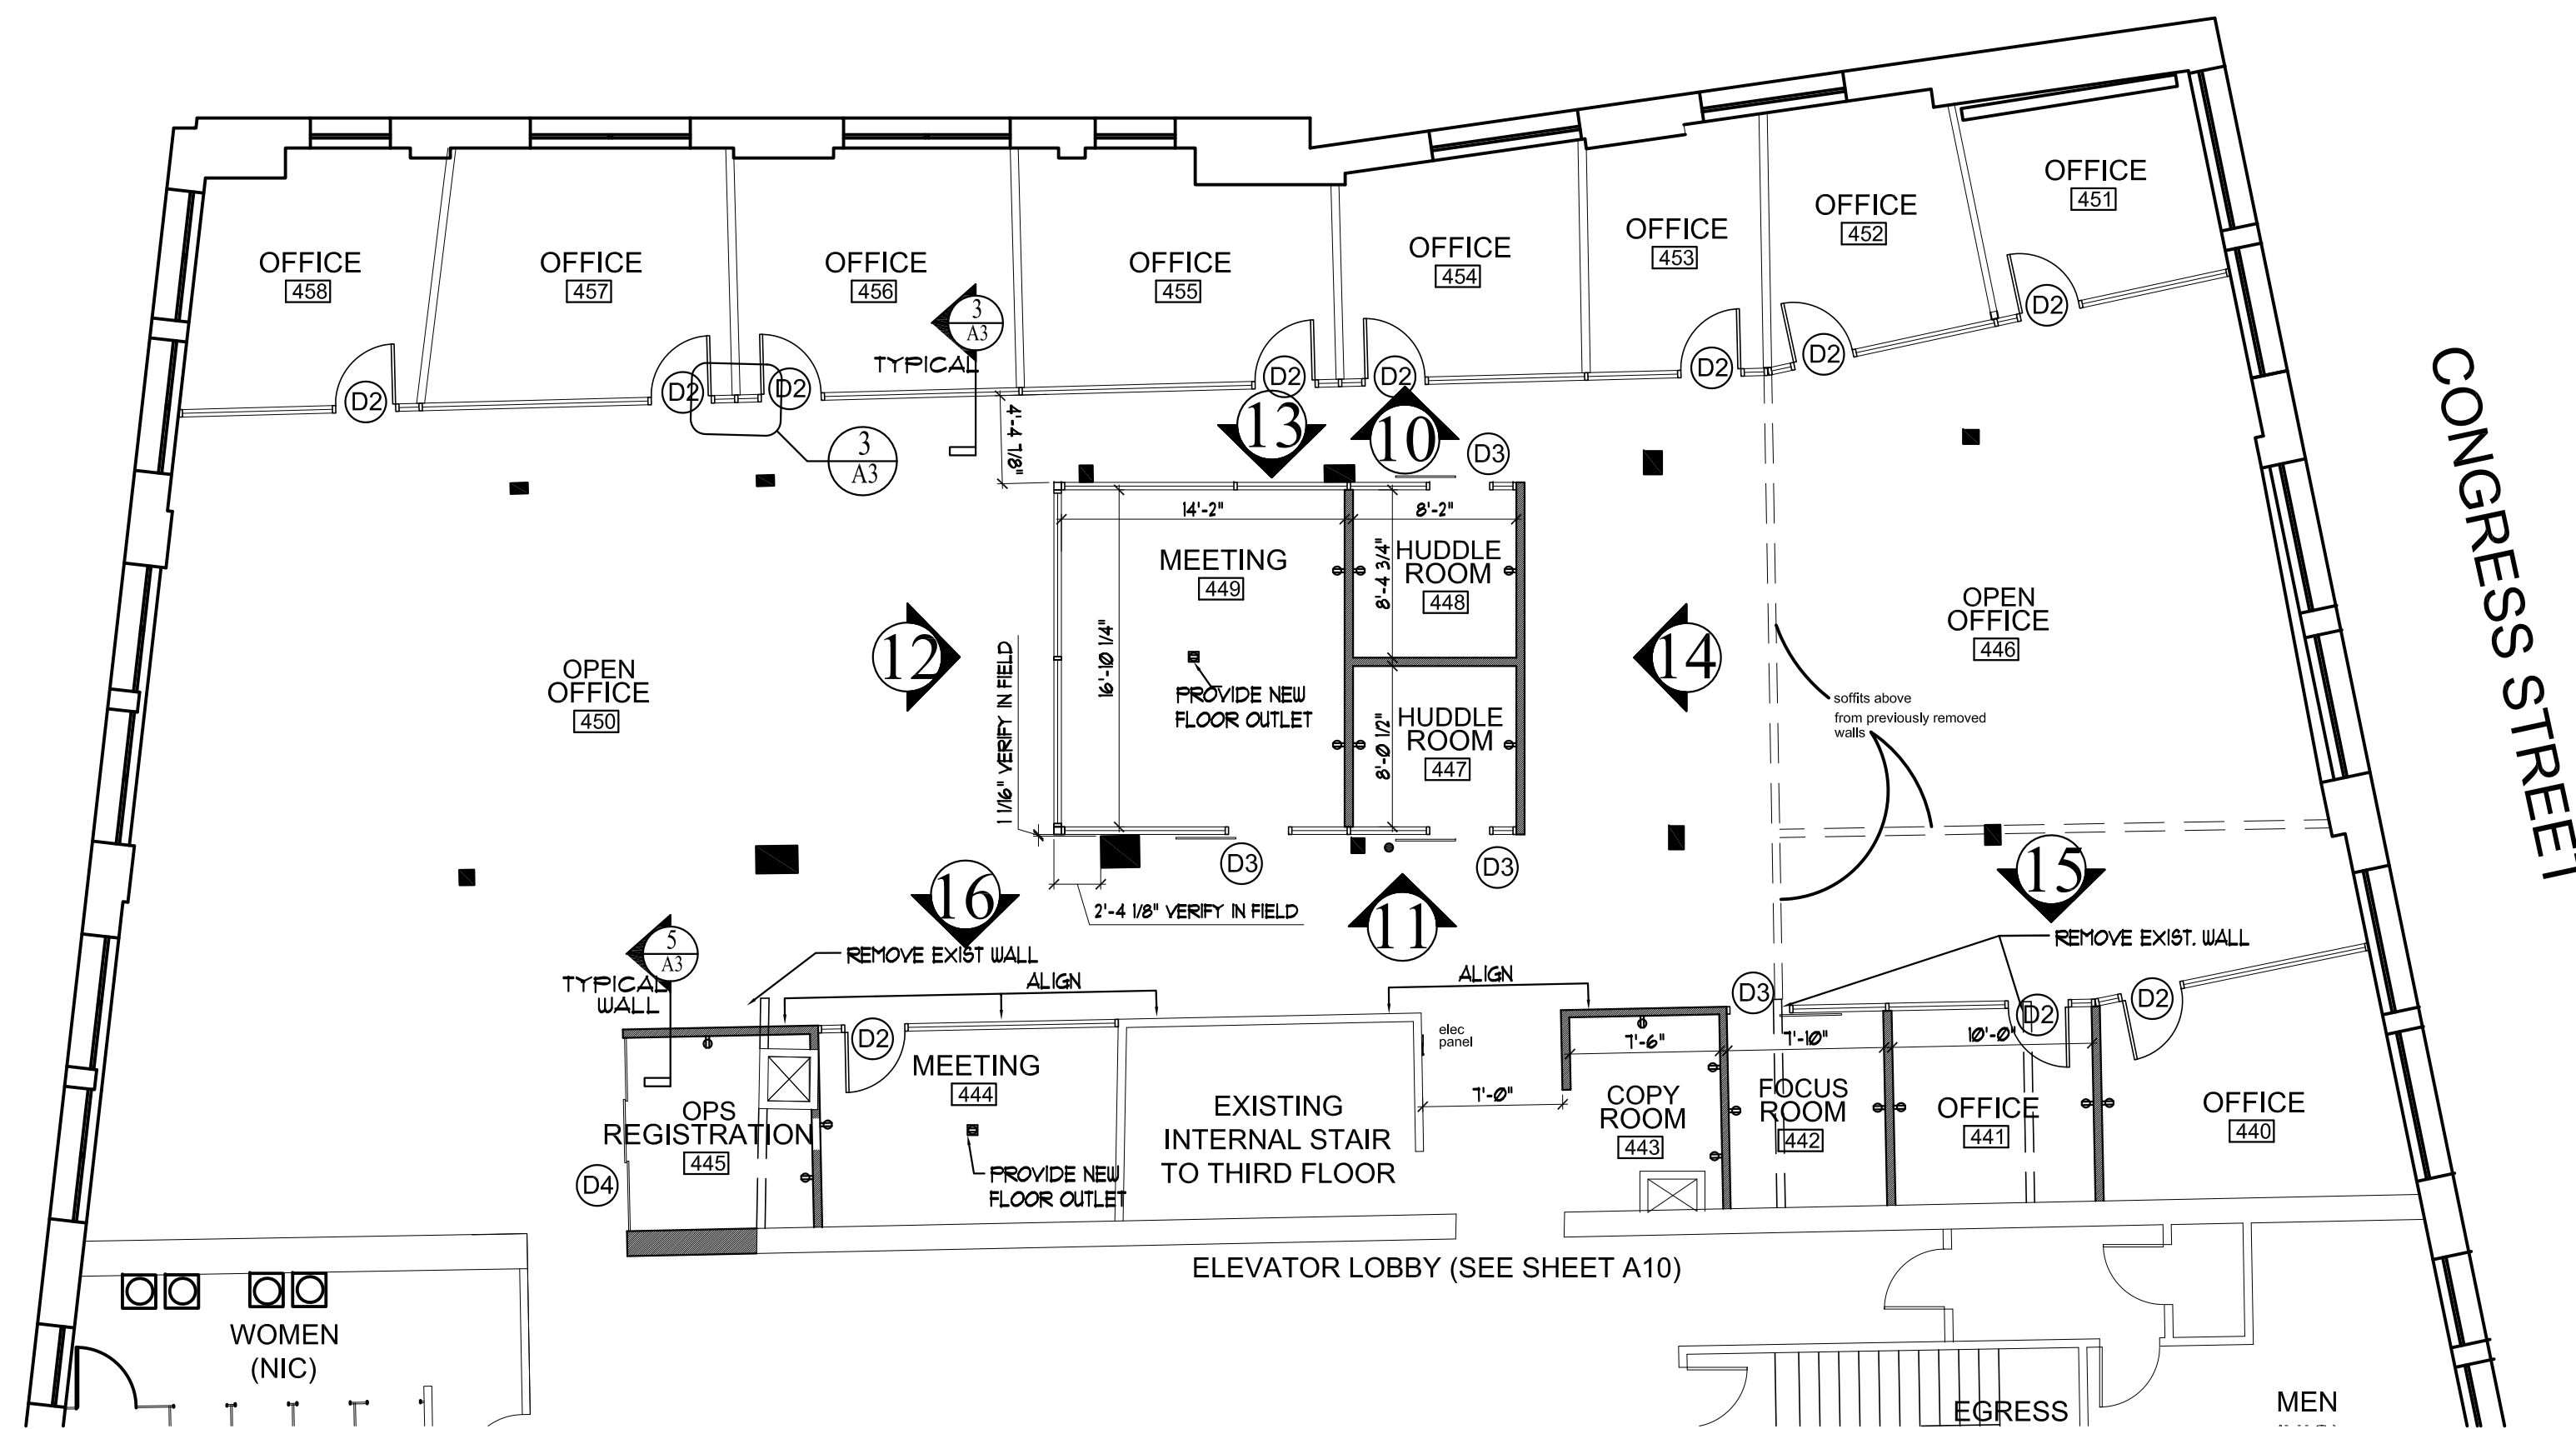 OFFICE
451
OFFICE
452
OFFICE
453
OFFICE
454
OFFICE
455
OFFICE
456
OFFICE
457
OFFICE
458
3
A3
TYPICAL
D2
D2
D2
D2
D2
D2
D2
D2
3
A3
4'-4 7/8"
13
10
D3
14'-2"
8'-2"
MEETING
449
HUDDLE
ROOM
448
8'-4 3/4"
16'-10 1/4"
PROVIDE NEW
FLOOR OUTLET
HUDDLE
ROOM
447
8'-0 1/2"
12
14
1 1/16" VERIFY IN FIELD
OPEN
OFFICE
450
OPEN
OFFICE
446
soffits above
from previously removed
walls
CONGRESS STREET
D3
D3
2'-4 1/8" VERIFY IN FIELD
16
11
15
5
A3
TYPICAL
WALL
REMOVE EXIST WALL
ALIGN
ALIGN
REMOVE EXIST. WALL
D2
MEETING
444
OPS
REGISTRATION
445
D4
PROVIDE NEW
FLOOR OUTLET
EXISTING
INTERNAL STAIR
TO THIRD FLOOR
elec
panel
7'-0"
7'-6"
7'-10"
10'-0"
D3
D2
D2
COPY
ROOM
443
FOCUS
ROOM
442
OFFICE
441
OFFICE
440
ELEVATOR LOBBY (SEE SHEET A10)
WOMEN
(NIC)
EGRESS
MEN